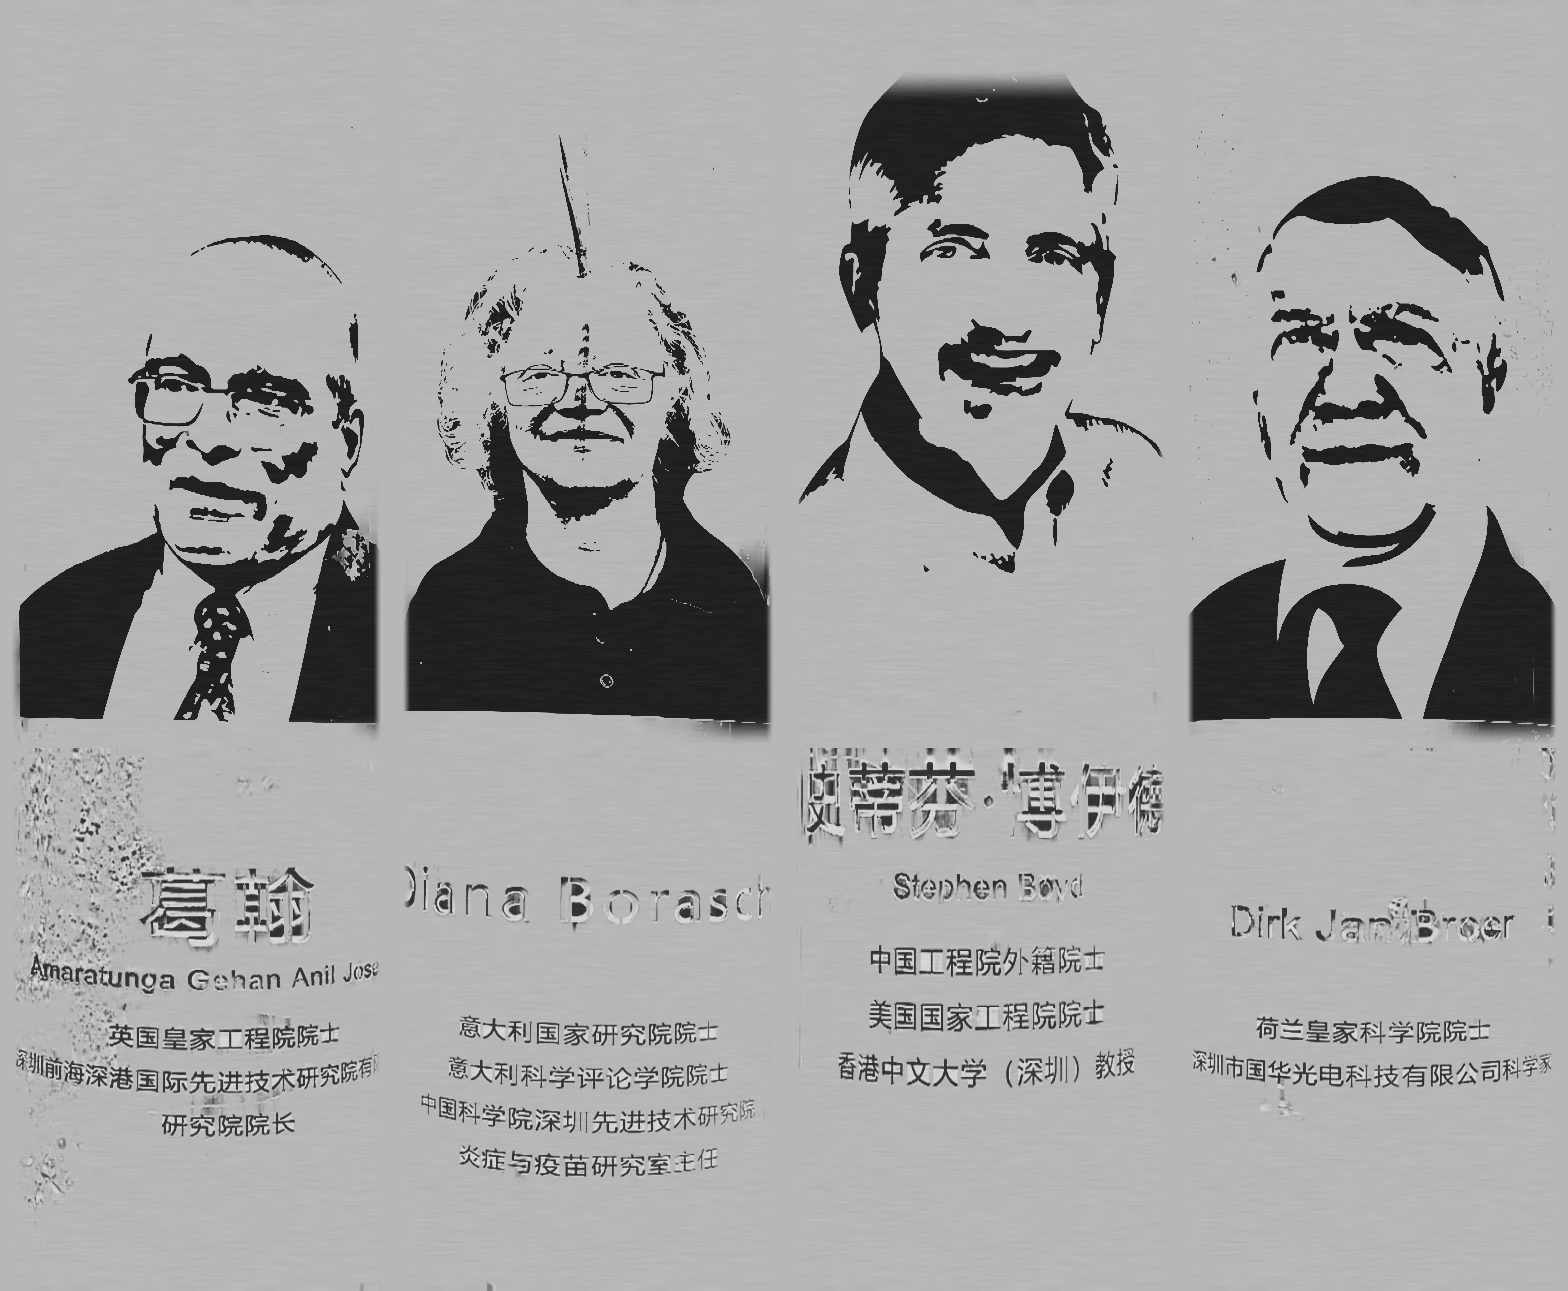 葛翰
Amaratunga Gehan Anil Jose
英国皇家工程院院士
深圳前海深港国际先进技术研究院有
研究院院长
Diana Borasch
意大利国家研究院院士
意大利科学评论学院院士
中国科学院深圳先进技术研究院
炎症与疫苗研究室主任
史蒂芬·博伊德
Stephen Boyd
中国工程院外籍院士
美国国家工程院院士
香港中文大学（深圳）教授
Dirk Jan Broer
荷兰皇家科学院院士
深圳市国华光电科技有限公司科学家